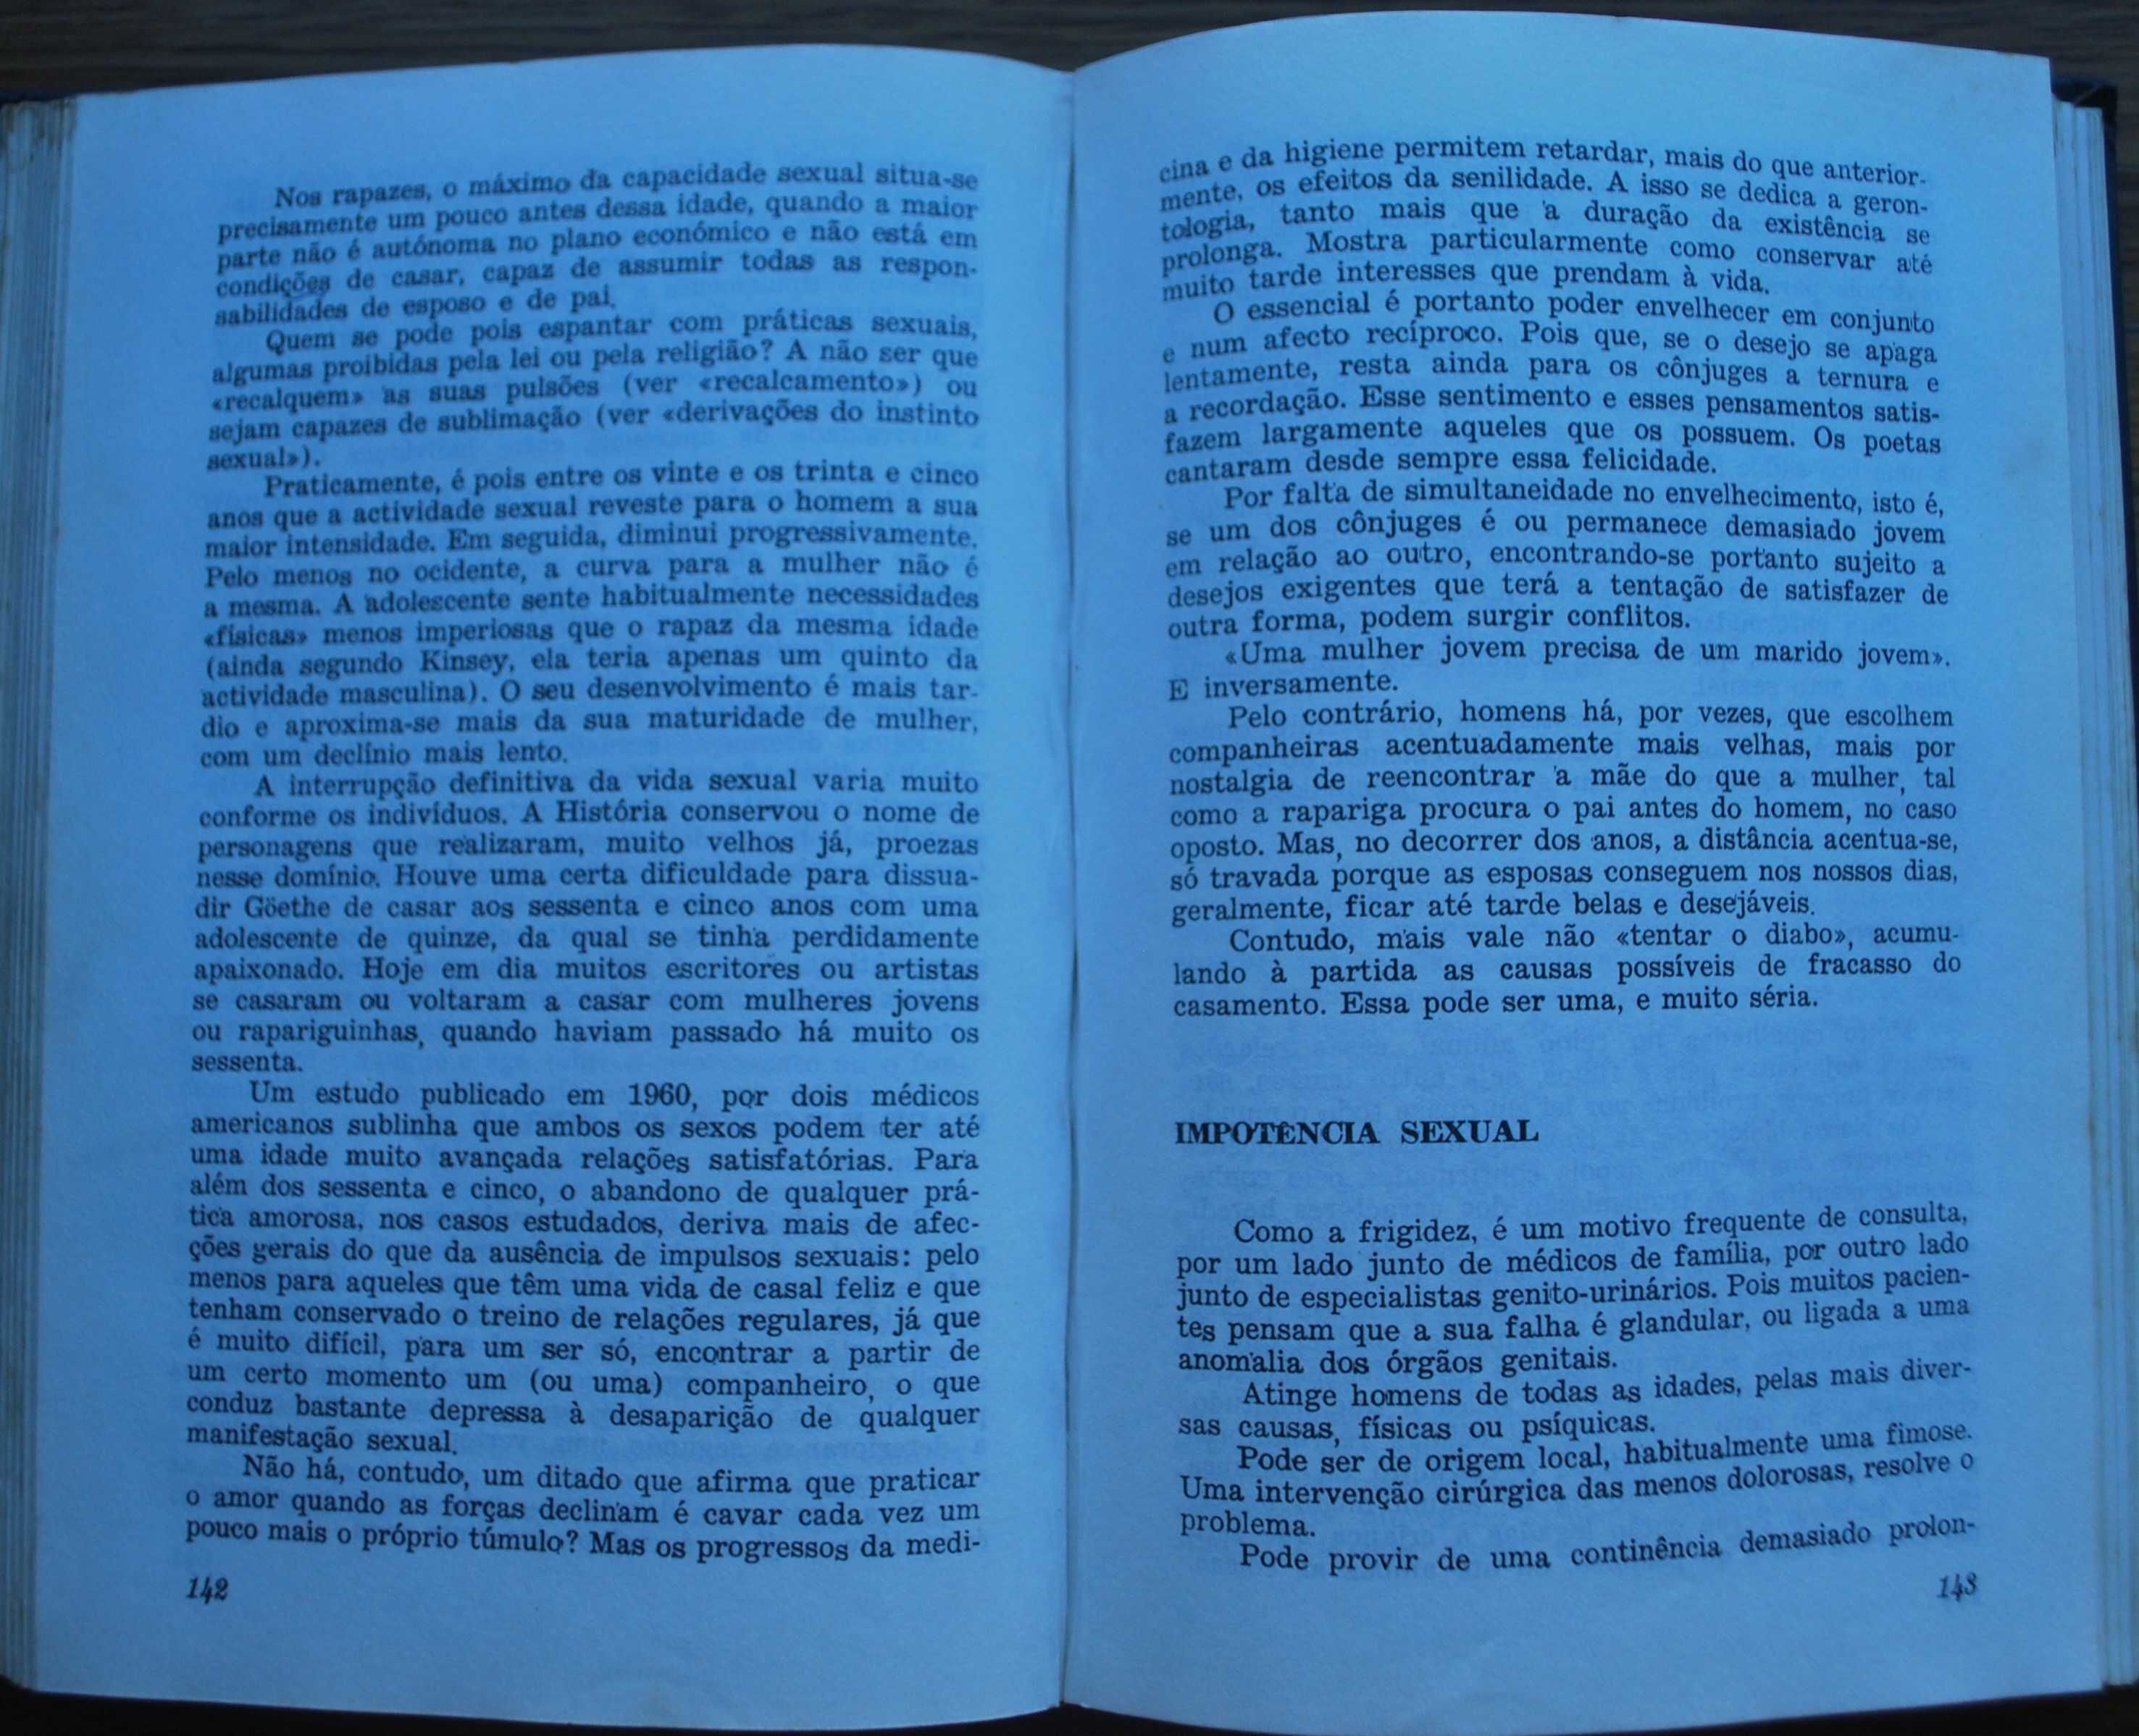 Nos rapazes, o máximo da capacidade sexual situa-se
precisamente um pouco antes dessa idade, quando a maior
parte não é autónoma no plano económico e não está em
condições de casar, capaz de assumir todas as respon-
sabilidades de esposo e de pai.
Quem se pode pois espantar com práticas sexuais,
algumas proibidas pela lei ou pela religião? A não ser que
«recalquem» as suas pulsões (ver «recalcamento») ou
sejam capazes de sublimação (ver «derivações do instinto
sexual»).
Praticamente, é pois entre os vinte e os trinta e cinco
anos que a actividade sexual reveste para o homem a sua
maior intensidade. Em seguida, diminui progressivamente.
Pelo menos no ocidente, a curva para a mulher não é
a mesma. A adolescente sente habitualmente necessidades
«físicas» menos imperiosas que o rapaz da mesma idade
(ainda segundo Kinsey, ela teria apenas um quinto da
actividade masculina). O seu desenvolvimento é mais tar-
dio e aproxima-se mais da sua maturidade de mulher,
com um declínio mais lento.
A interrupção definitiva da vida sexual varia muito
conforme os indivíduos. A História conservou o nome de
personagens que realizaram, muito velhos já, proezas
nesse domínio. Houve uma certa dificuldade para dissua-
dir Göethe de casar aos sessenta e cinco anos com uma
adolescente de quinze, da qual se tinha perdidamente
apaixonado. Hoje em dia muitos escritores ou artistas
se casaram ou voltaram a casar com mulheres jovens
ou rapariguinhas, quando haviam passado há muito os
sessenta.
Um estudo publicado em 1960, por dois médicos
americanos sublinha que ambos os sexos podem ter até
uma idade muito avançada relações satisfatórias. Para
além dos sessenta e cinco, o abandono de qualquer prá-
tica amorosa, nos casos estudados, deriva mais de afec-
ções gerais do que da ausência de impulsos sexuais: pelo
menos para aqueles que têm uma vida de casal feliz e que
tenham conservado o treino de relações regulares, já que
é muito difícil, para um ser só, encontrar a partir de
um certo momento um (ou uma) companheiro, o que
conduz bastante depressa à desaparição de qualquer
manifestação sexual.
Não há, contudo, um ditado que afirma que praticar
o amor quando as forças declinam é cavar cada vez um
pouco mais o próprio túmulo? Mas os progressos da medi-
142
cina e da higiene permitem retardar, mais do que anterior-
mente, os efeitos da senilidade. A isso se dedica a geron-
tologia, tanto mais que a duração da existência se
prolonga. Mostra particularmente como conservar até
muito tarde interesses que prendam à vida.
O essencial é portanto poder envelhecer em conjunto
e num afecto recíproco. Pois que, se o desejo se apaga
lentamente, resta ainda para os cônjuges a ternura e
a recordação. Esse sentimento e esses pensamentos satis-
fazem largamente aqueles que os possuem. Os poetas
cantaram desde sempre essa felicidade.
Por falta de simultaneidade no envelhecimento, isto é,
se um dos cônjuges é ou permanece demasiado jovem
em relação ao outro, encontrando-se portanto sujeito a
desejos exigentes que terá a tentação de satisfazer de
outra forma, podem surgir conflitos.
«Uma mulher jovem precisa de um marido jovem».
E inversamente.
Pelo contrário, homens há, por vezes, que escolhem
companheiras acentuadamente mais velhas, mais por
nostalgia de reencontrar a mãe do que a mulher, tal
como a rapariga procura o pai antes do homem, no caso
oposto. Mas, no decorrer dos anos, a distância acentua-se,
só travada porque as esposas conseguem nos nossos dias,
geralmente, ficar até tarde belas e desejáveis.
Contudo, mais vale não «tentar o diabo», acumu-
lando à partida as causas possíveis de fracasso do
casamento. Essa pode ser uma, e muito séria.
IMPOTÊNCIA SEXUAL
Como a frigidez, é um motivo frequente de consulta,
por um lado junto de médicos de família, por outro lado
junto de especialistas genito-urinários. Pois muitos pacien-
tes pensam que a sua falha é glandular, ou ligada a uma
anomalia dos órgãos genitais.
Atinge homens de todas as idades, pelas mais diver-
sas causas, físicas ou psíquicas.
Pode ser de origem local, habitualmente uma fimose.
Uma intervenção cirúrgica das menos dolorosas, resolve o
problema.
Pode provir de uma continência demasiado prolon-
143